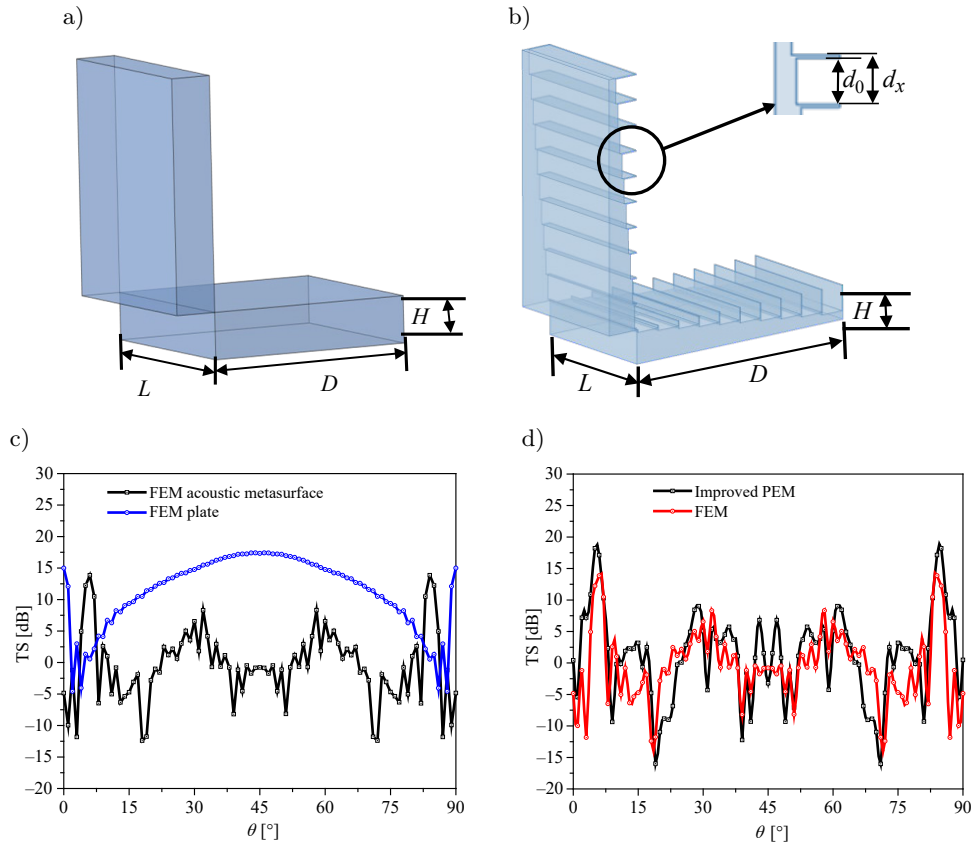 a)
H
L
D
b)
d0
dx
H
L
D
c)
TS [dB]
30
25
20
15
10
5
0
–5
–10
–15
–20
FEM acoustic metasurface
FEM plate
0
15
30
45
60
75
90
θ [°]
d)
TS [dB]
30
25
20
15
10
5
0
–5
–10
–15
–20
Improved PEM
FEM
0
15
30
45
60
75
90
θ [°]